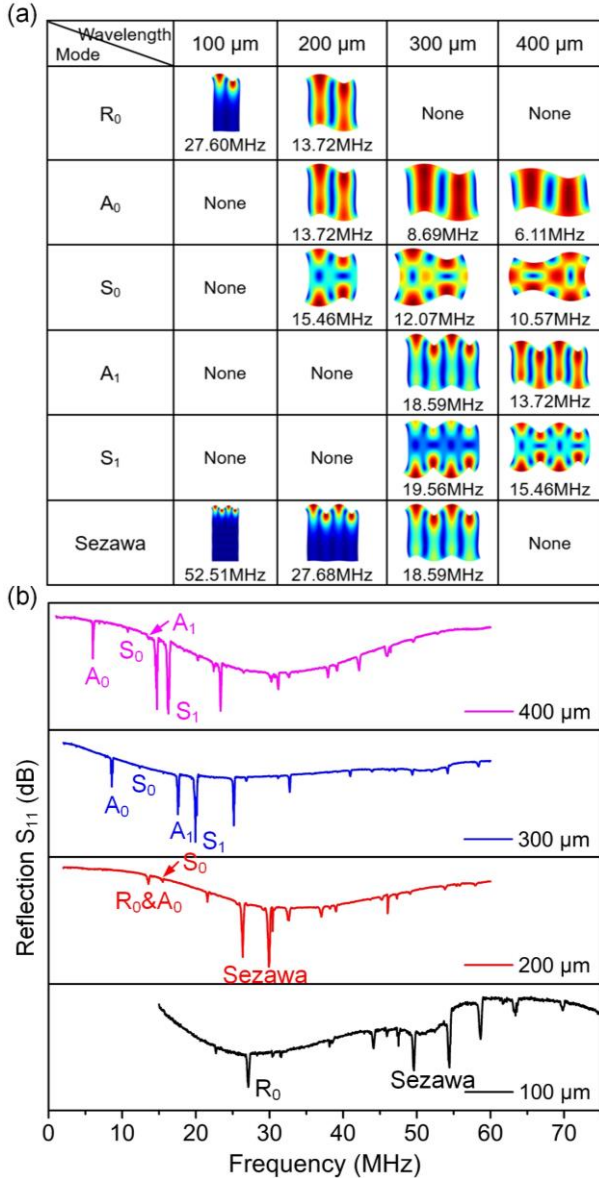 (a)
Wavelength
Mode
100 µm
200 µm
300 µm
400 µm
R₀
27.60MHz
13.72MHz
None
None
A₀
None
13.72MHz
8.69MHz
6.11MHz
S₀
None
15.46MHz
12.07MHz
10.57MHz
A₁
None
None
18.59MHz
13.72MHz
S₁
None
None
19.56MHz
15.46MHz
Sezawa
52.51MHz
27.68MHz
18.59MHz
None
(b)
Reflection S₁₁ (dB)
A₁
S₀
A₀
S₁
400 µm
S₀
A₀
A₁
S₁
300 µm
S₀
R₀&A₀
Sezawa
200 µm
R₀
Sezawa
100 µm
0 10 20 30 40 50 60 70
Frequency (MHz)